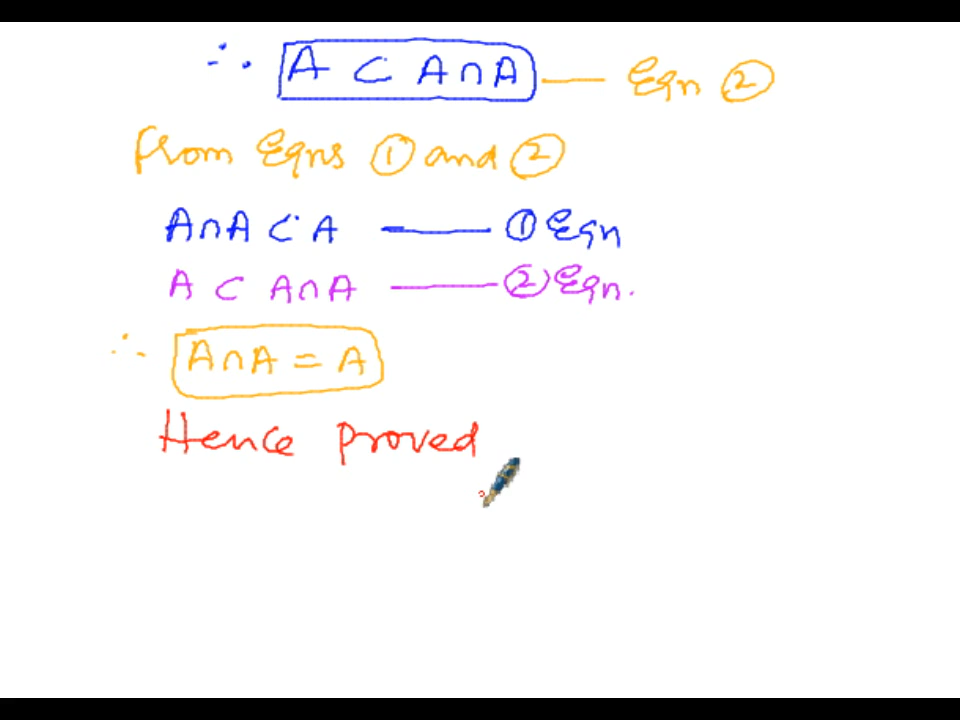 ∴ A ⊂ A∩A — Eqn ②
from Eqns ① and ②
A∩A ⊂ A — ① Eqn
A ⊂ A∩A — ② Eqn.
∴ A∩A = A
Hence proved